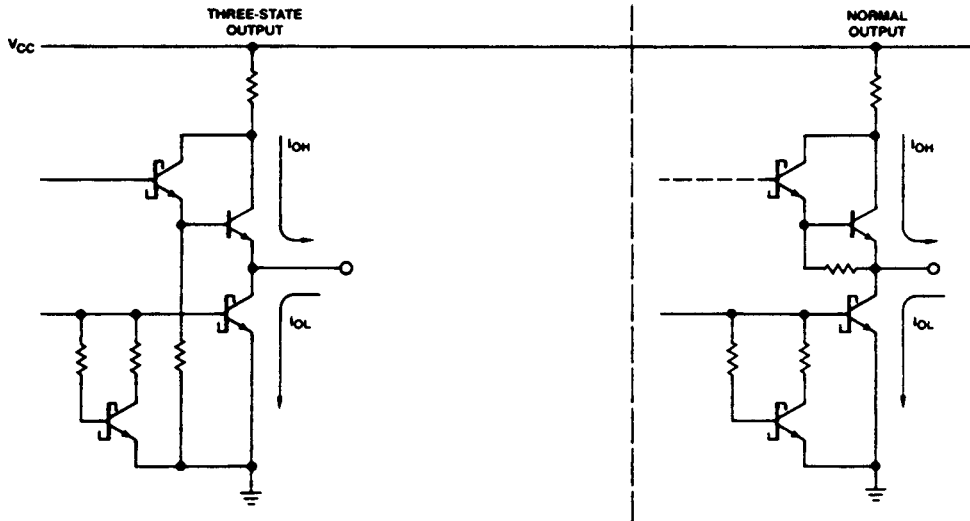 THREE-STATE
OUTPUT
NORMAL
OUTPUT
VCC
IOH
IOH
IOL
IOL